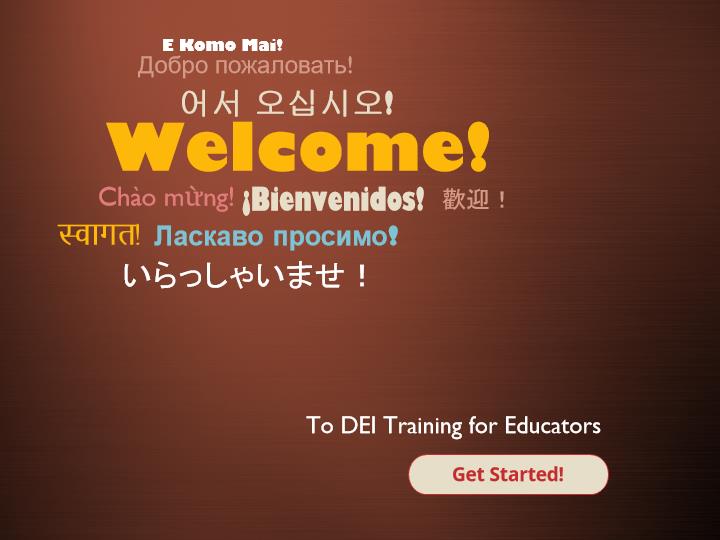 E Komo Mai!
Добро пожаловать!
어서 오십시오!
Welcome!
Chào mừng! ¡Bienvenidos! 歡迎！
स्वागत! Ласкаво просимо!
いらっしゃいませ！
To DEI Training for Educators
Get Started!